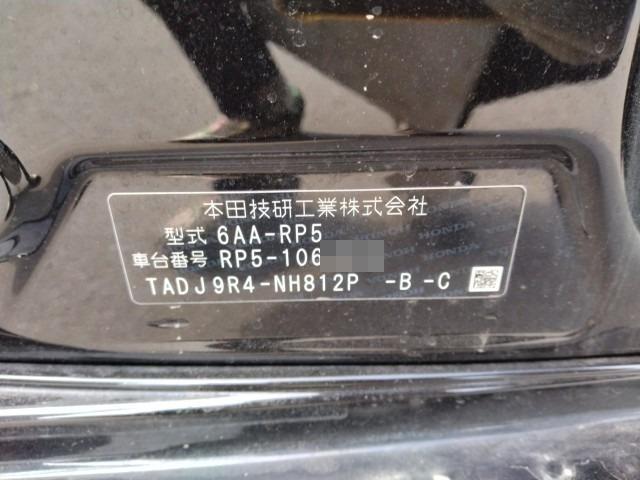 本田技研工業株式会社
型式 6AA-RP5
車台番号 RP5-106
TADJ9R4-NH812P -B -C